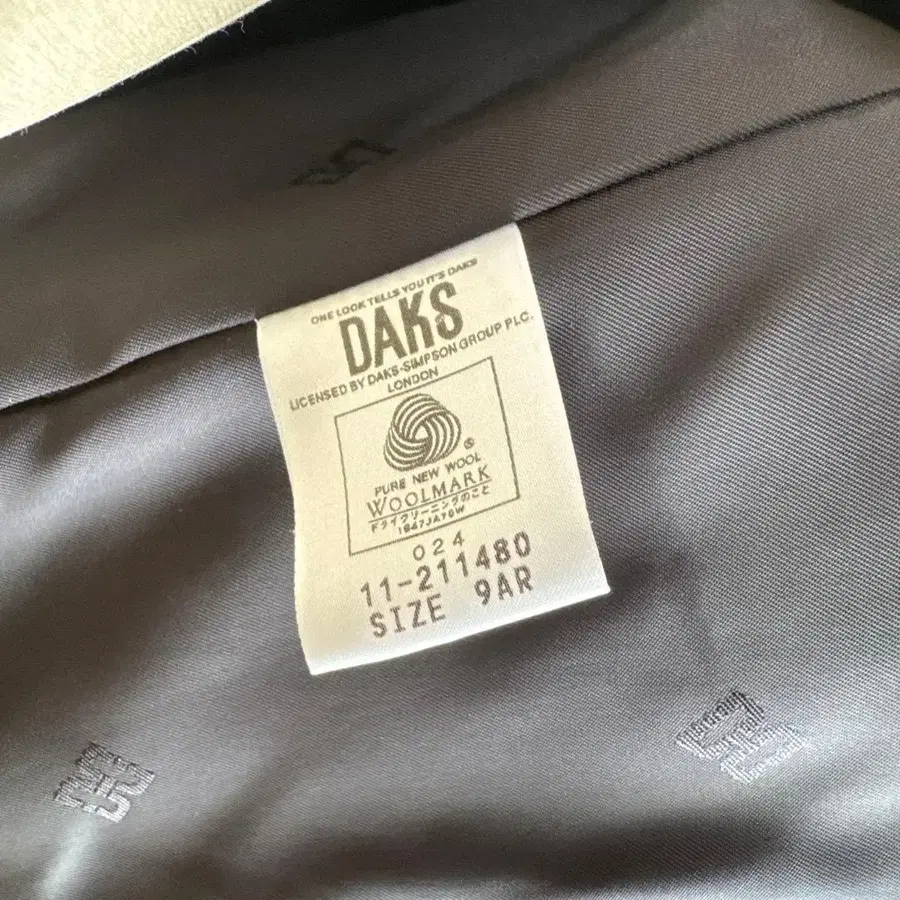 ONE LOOK TELLS YOU IT'S DAKS
DAKS
LICENSED BY DAKS-SIMPSON GROUP PLC.
LONDON
PURE NEW WOOL
WOOLMARK
ドライクリーニングのこと
1947JA79W
024
11-211480
SIZE 9AR